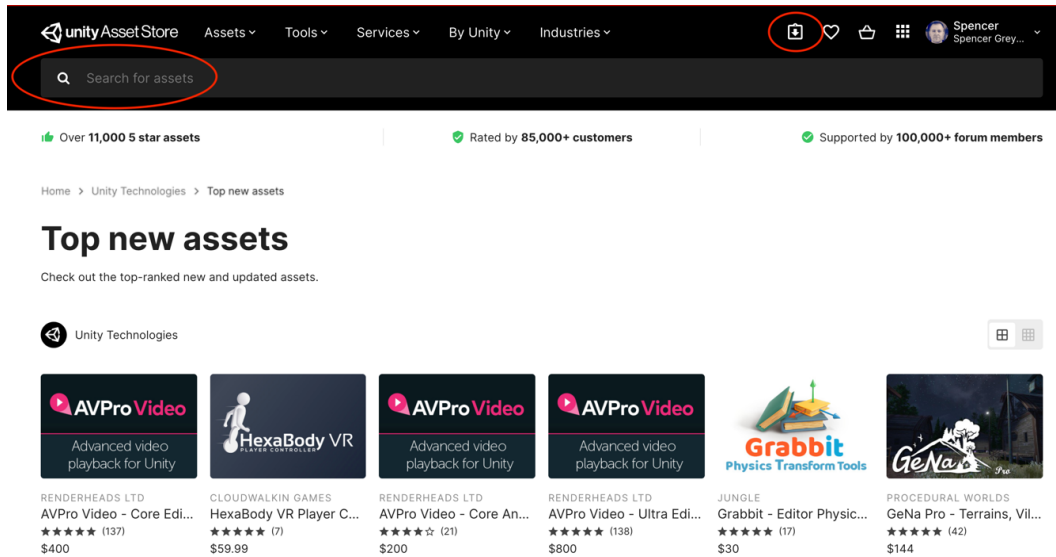 unity Asset Store Assets Tools Services By Unity Industries Spencer
Spencer Grey...
Search for assets
Over 11,000 5 star assets Rated by 85,000+ customers Supported by 100,000+ forum members
Home > Unity Technologies > Top new assets
Top new assets
Check out the top-ranked new and updated assets.
Unity Technologies
AVPro Video
Advanced video
playback for Unity
RENDERHEADS LTD
AVPro Video - Core Edi...
★★★★★ (137)
$400
HexaBody VR
PLAYER CONTROLLER
CLOUDWALKIN GAMES
HexaBody VR Player C...
★★★★★ (7)
$59.99
AVPro Video
Advanced video
playback for Unity
RENDERHEADS LTD
AVPro Video - Core An...
★★★★☆ (21)
$200
AVPro Video
Advanced video
playback for Unity
RENDERHEADS LTD
AVPro Video - Ultra Edi...
★★★★★ (138)
$800
Grabbit
Physics Transform Tools
JUNGLE
Grabbit - Editor Physic...
★★★★★ (17)
$30
GeNa Pro
PROCEDURAL WORLDS
GeNa Pro - Terrains, Vil...
★★★★★ (42)
$144